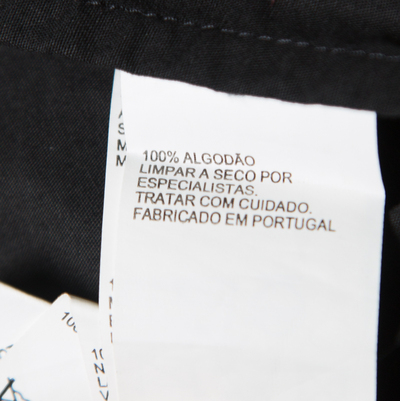 100% ALGODÃO
LIMPAR A SECO POR
ESPECIALISTAS.
TRATAR COM CUIDADO.
FABRICADO EM PORTUGAL